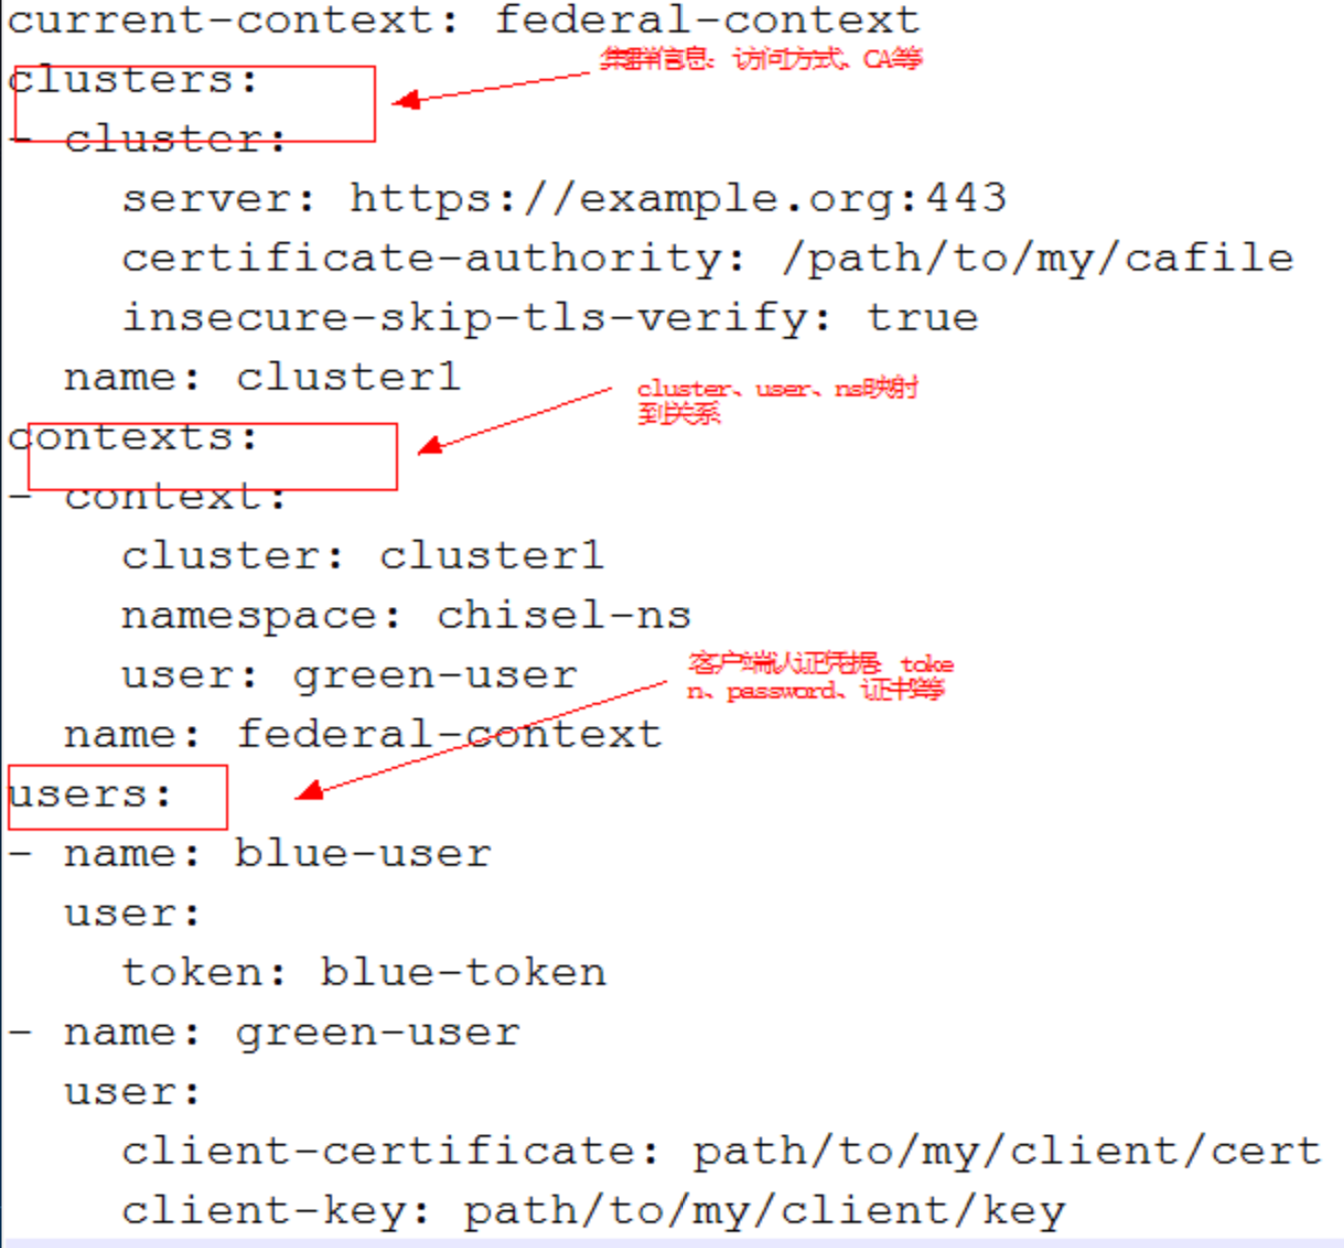 current-context: federal-context
集群信息：访问方式、CA等
clusters:
- cluster:
server: https://example.org:443
certificate-authority: /path/to/my/cafile
insecure-skip-tls-verify: true
name: cluster1
cluster、user、ns映射
到关系
contexts:
- context:
cluster: cluster1
namespace: chisel-ns
user: green-user
客户端认证凭据：toke
n、password、证书等
name: federal-context
users:
- name: blue-user
user:
token: blue-token
- name: green-user
user:
client-certificate: path/to/my/client/cert
client-key: path/to/my/client/key